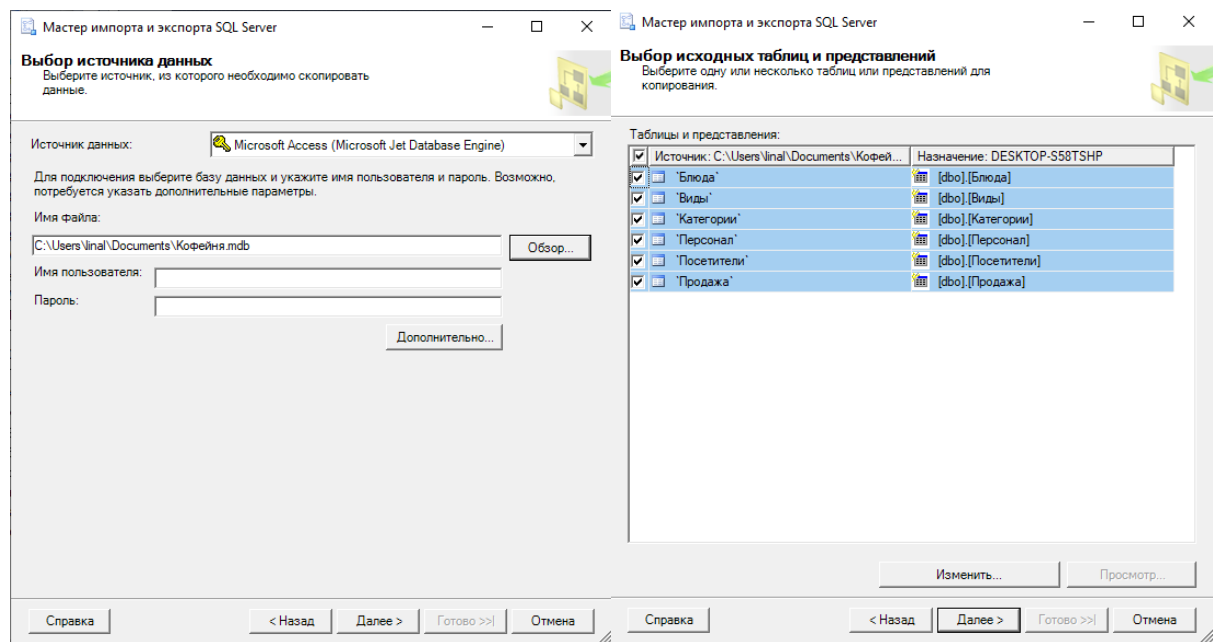 Мастер импорта и экспорта SQL Server
Выбор источника данных
Выберите источник, из которого необходимо скопировать
данные.
Источник данных:
Microsoft Access (Microsoft Jet Database Engine)
Для подключения выберите базу данных и укажите имя пользователя и пароль. Возможно,
потребуется указать дополнительные параметры.
Имя файла:
C:\Users\linal\Documents\Кофейня.mdb
Обзор...
Имя пользователя:
Пароль:
Дополнительно...
Справка
< Назад
Далее >
Готово >>|
Отмена
Мастер импорта и экспорта SQL Server
Выбор исходных таблиц и представлений
Выберите одну или несколько таблиц или представлений для
копирования.
Таблицы и представления:
Источник: C:\Users\linal\Documents\Кофей... Назначение: DESKTOP-S58TSHP
`Блюда` [dbo].[Блюда]
`Виды` [dbo].[Виды]
`Категории` [dbo].[Категории]
`Персонал` [dbo].[Персонал]
`Посетители` [dbo].[Посетители]
`Продажа` [dbo].[Продажа]
Изменить...
Просмотр...
Справка
< Назад
Далее >
Готово >>|
Отмена